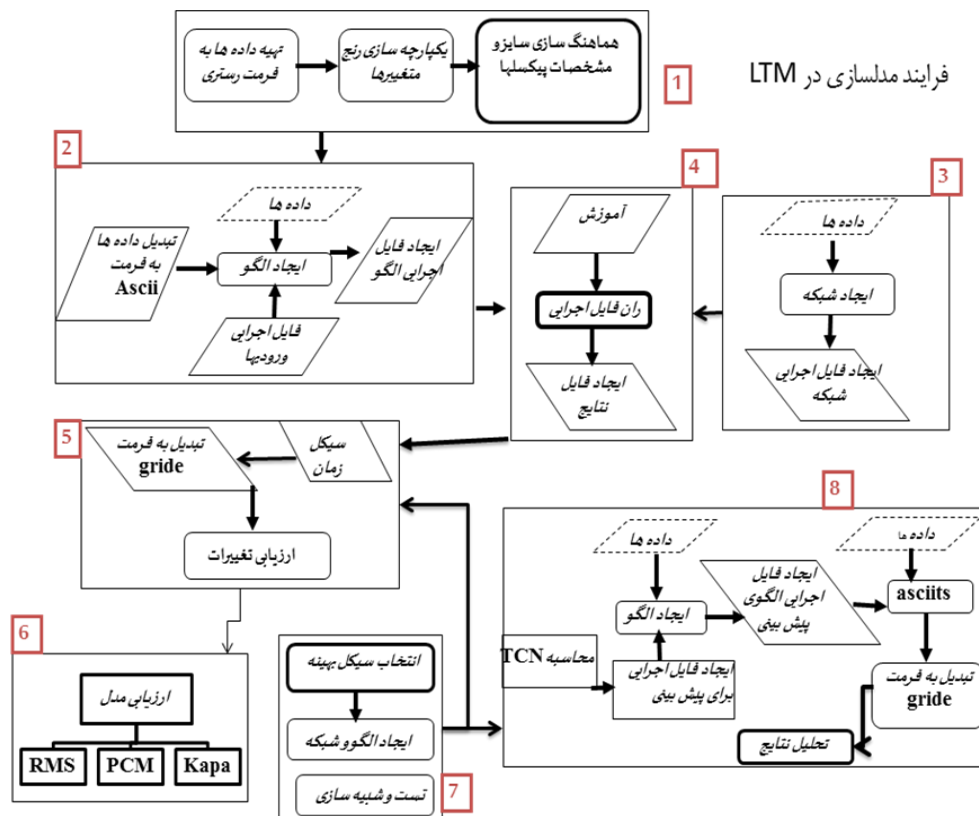 فرایند مدلسازی در LTM
1
تهیه داده ها به
فرمت رستری
یکپارچه سازی رنج
متغییرها
هماهنگ سازی سایز و
مشخصات پیکسلها
2
داده ها
تبدیل داده ها
به فرمت
Ascii
ایجاد الگو
ایجاد فایل
اجرایی الگو
فایل اجرایی
ورودیها
3
داده ها
ایجاد شبکه
ایجاد فایل اجرایی
شبکه
4
آموزش
ران فایل اجرایی
ایجاد فایل
نتایج
5
سیکل
زمان
تبدیل به فرمت
gride
ارزیابی تغییرات
6
ارزیابی مدل
RMS
PCM
Kapa
7
انتخاب سیکل بهینه
ایجاد الگو و شبکه
تست و شبیه سازی
8
داده ها
ایجاد الگو
محاسبه TCN
ایجاد فایل اجرایی
برای پیش بینی
ایجاد فایل
اجرایی الگوی
پیش بینی
داده ها
asciits
تبدیل به فرمت
gride
تحلیل نتایج